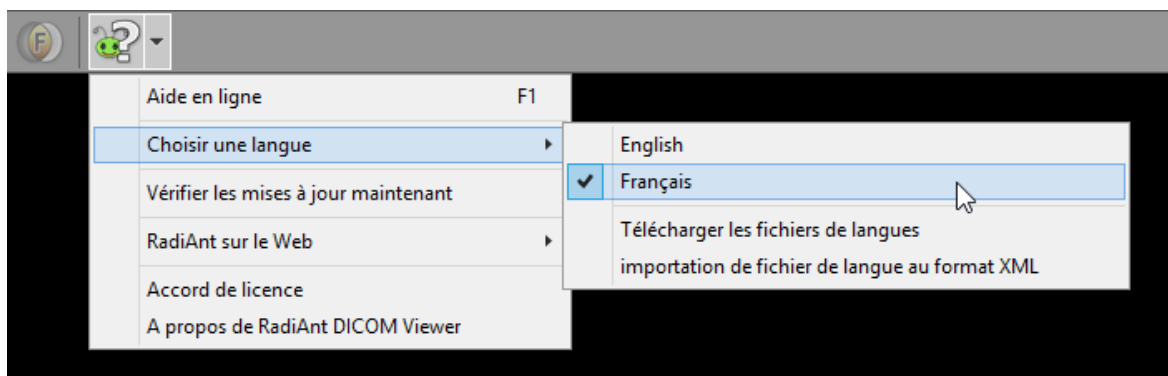 F
?
Aide en ligne F1
Choisir une langue
Vérifier les mises à jour maintenant
RadiAnt sur le Web
Accord de licence
A propos de RadiAnt DICOM Viewer
English
Français
Télécharger les fichiers de langues
importation de fichier de langue au format XML